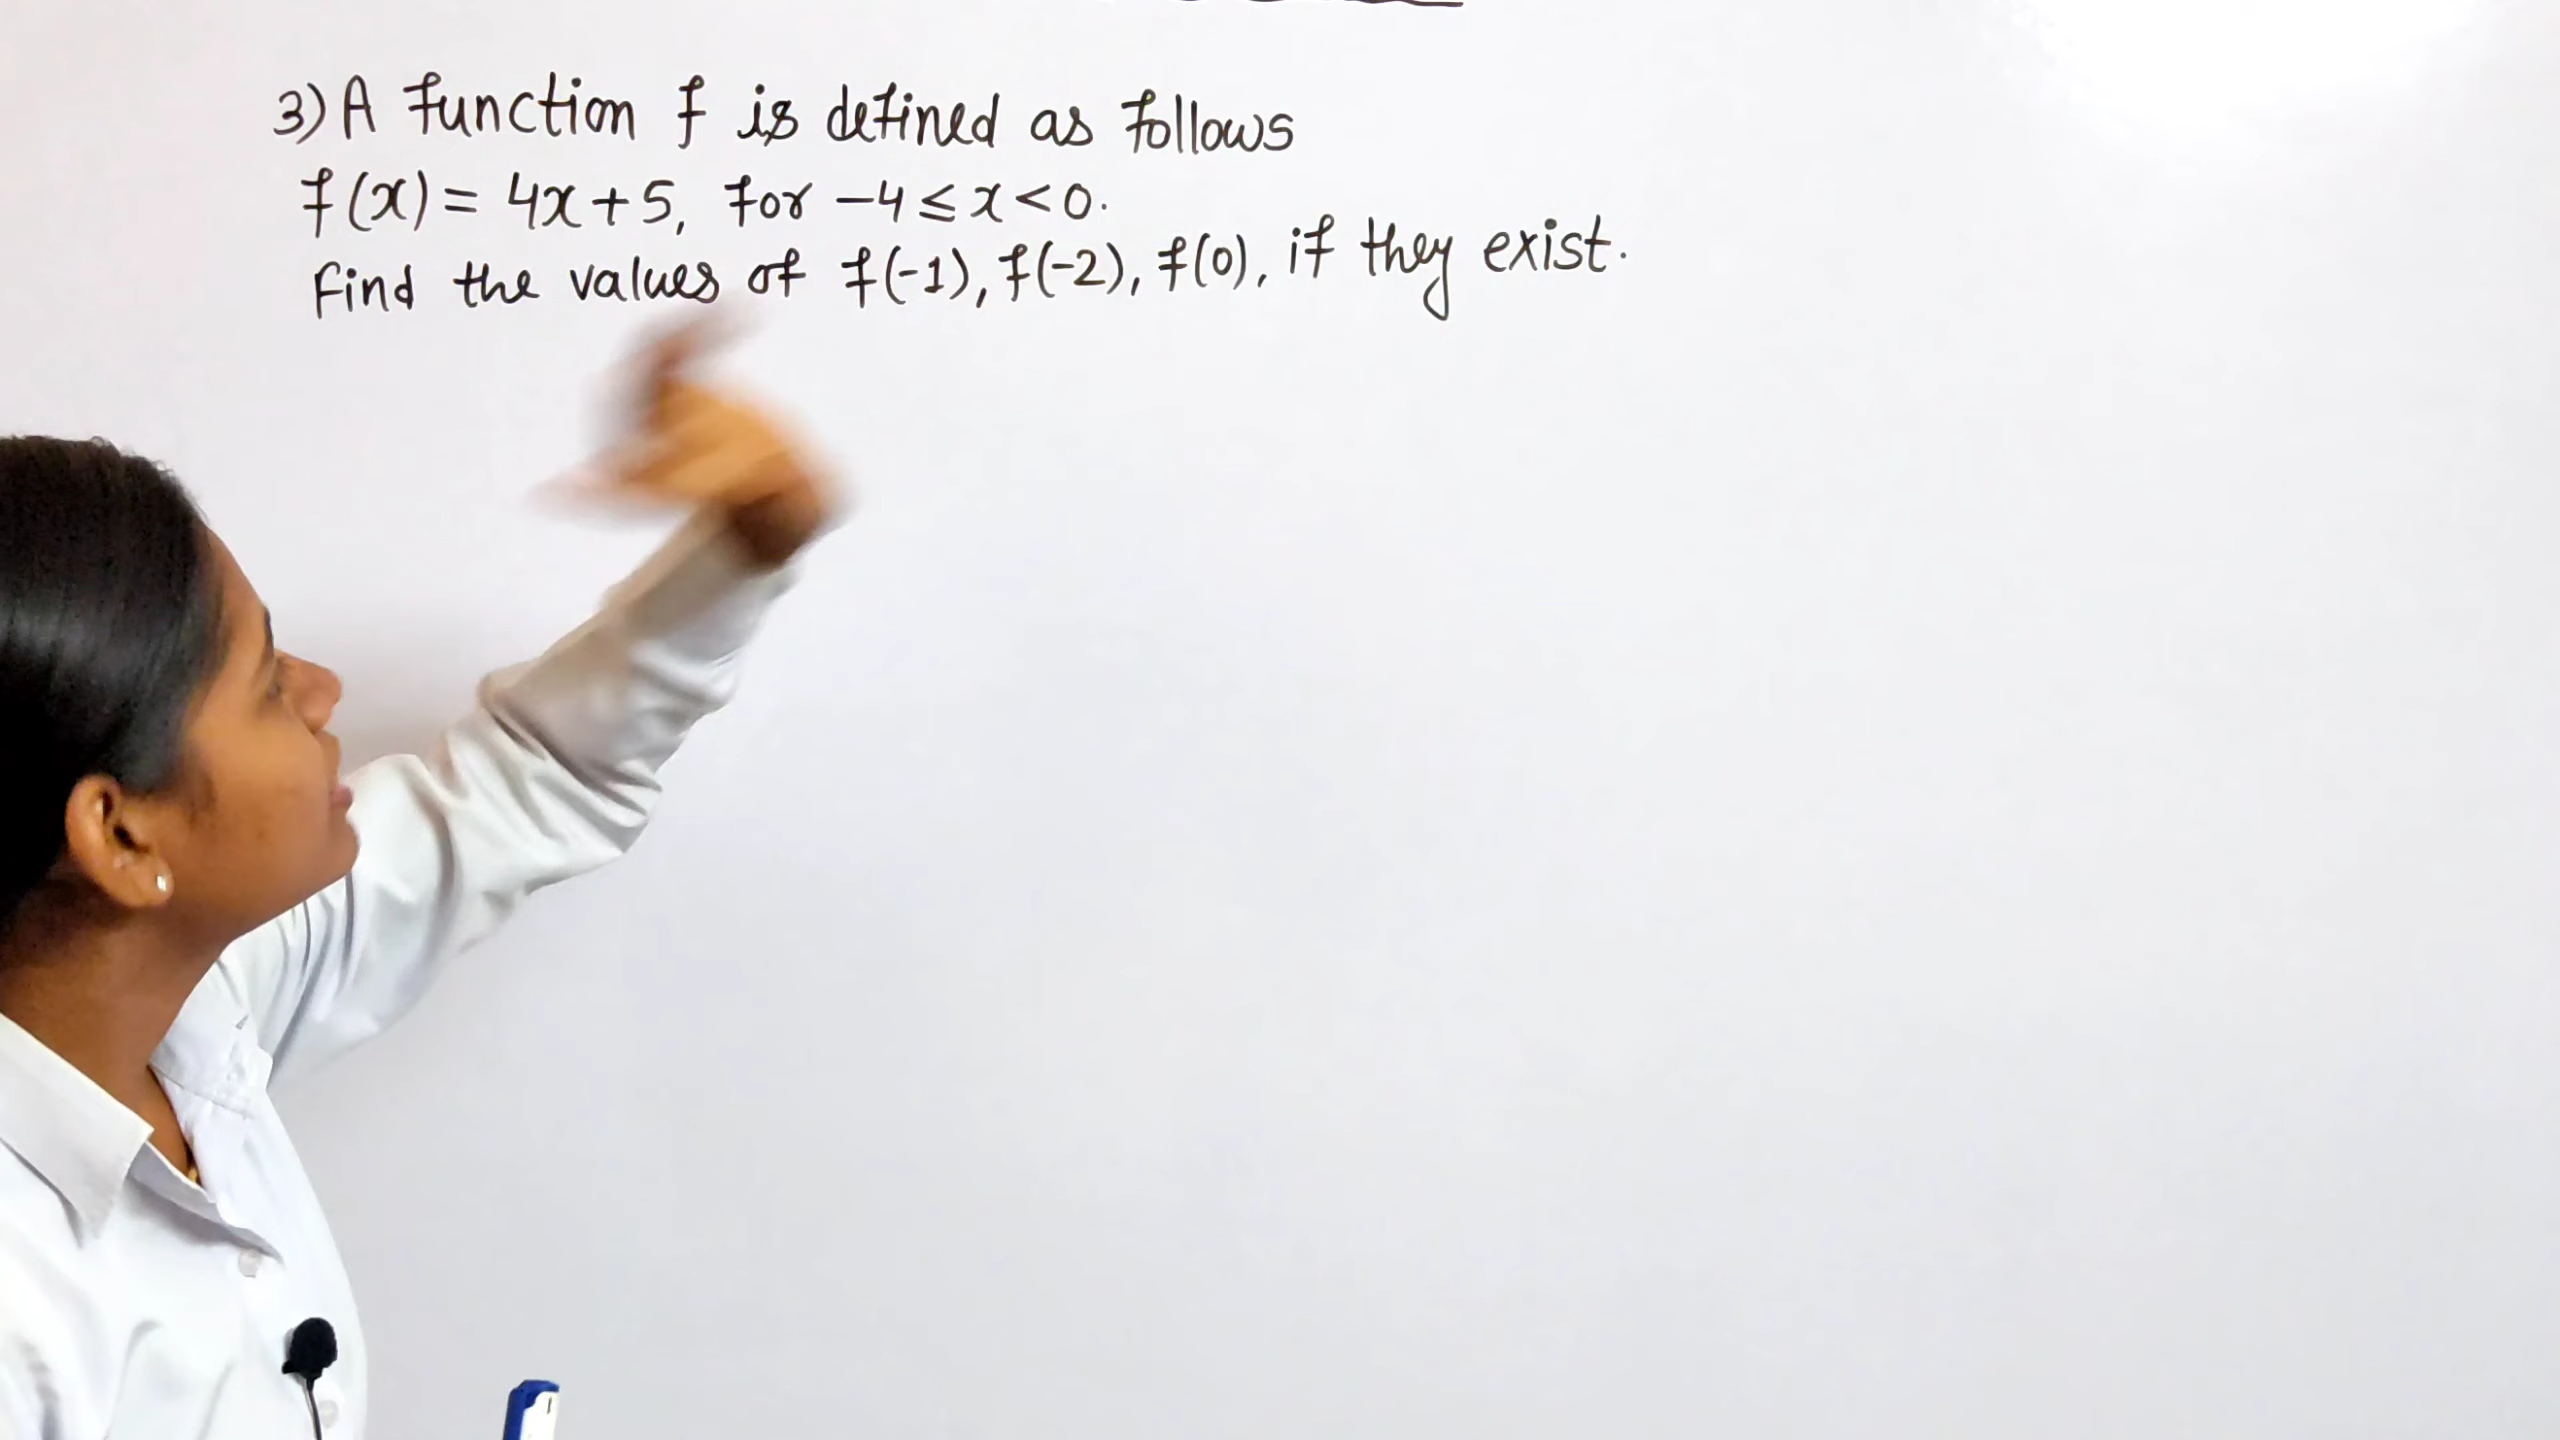 3) A function f is defined as follows
f(x) = 4x+5, for -4 ≤ x < 0.
Find the values of f(-1), f(-2), f(0), if they exist.